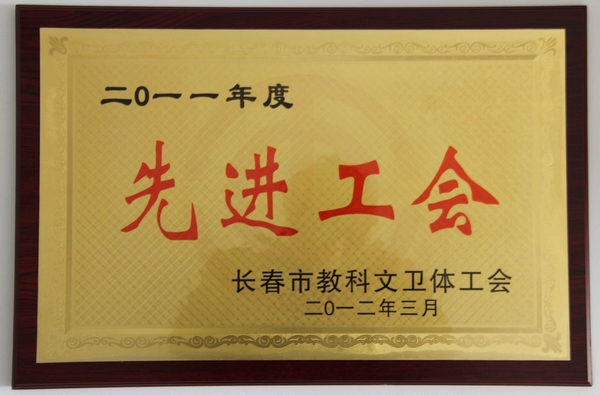 二0一一年度
先进工会
长春市教科文卫体工会
二0一二年三月